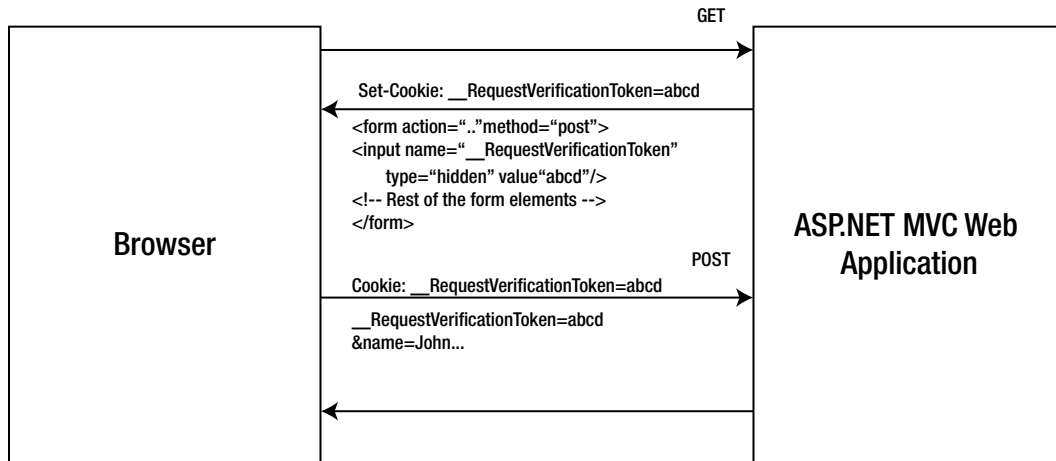 GET
Set-Cookie: __RequestVerificationToken=abcd
<form action=“..”method=“post”>
<input name=“__RequestVerificationToken”
type=“hidden” value“abcd”/>
<!-- Rest of the form elements -->
</form>
Browser
ASP.NET MVC Web
Application
POST
Cookie: __RequestVerificationToken=abcd
__RequestVerificationToken=abcd
&name=John...